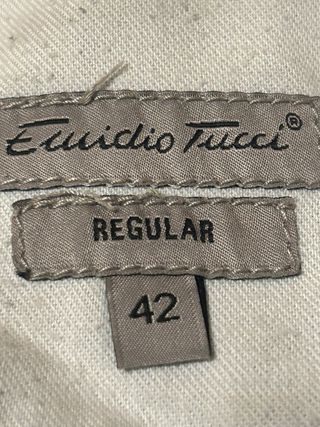 Emidio Tucci®
REGULAR
42